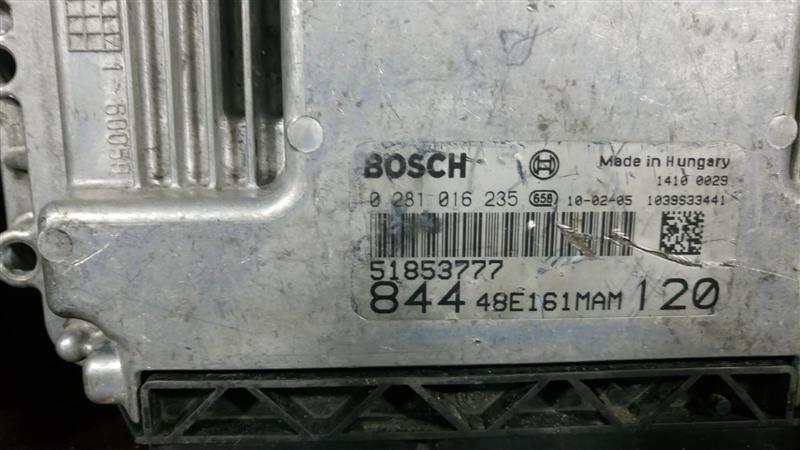 BOSCH
Made in Hungary
1410 0029
0 281 016 235 658 10-02-05 1039S33441
51853777
844 48E161MAM 120